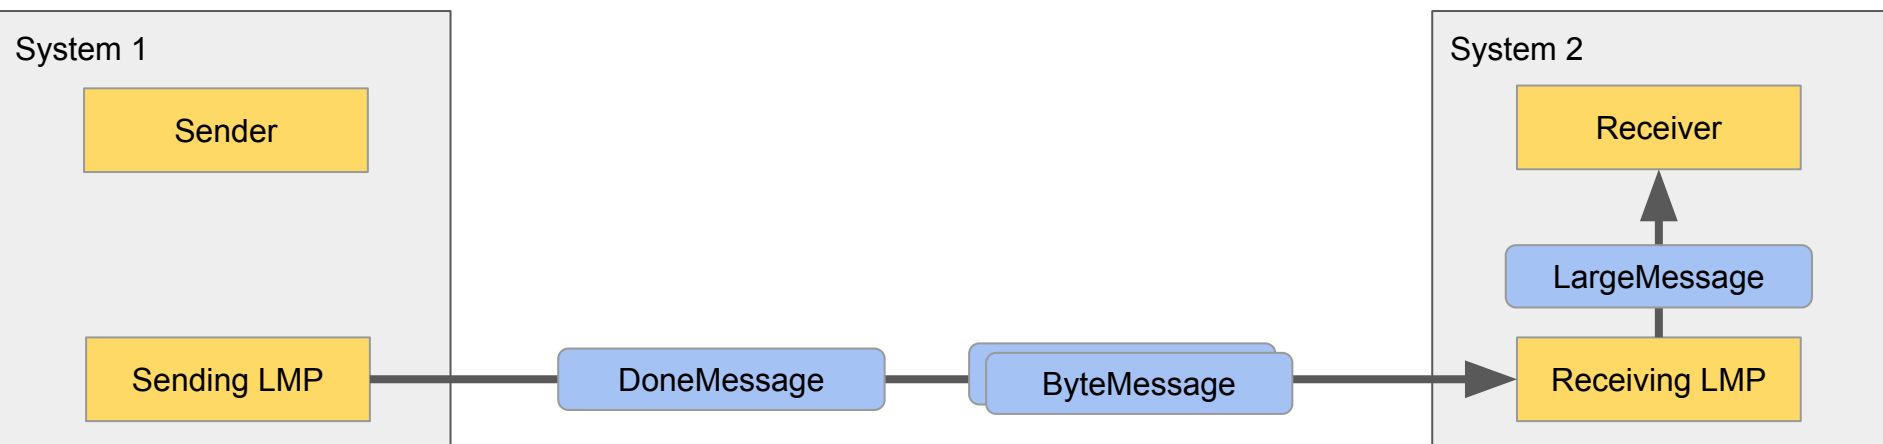 System 1
System 2
Sender
Receiver
LargeMessage
Sending LMP
DoneMessage
ByteMessage
Receiving LMP